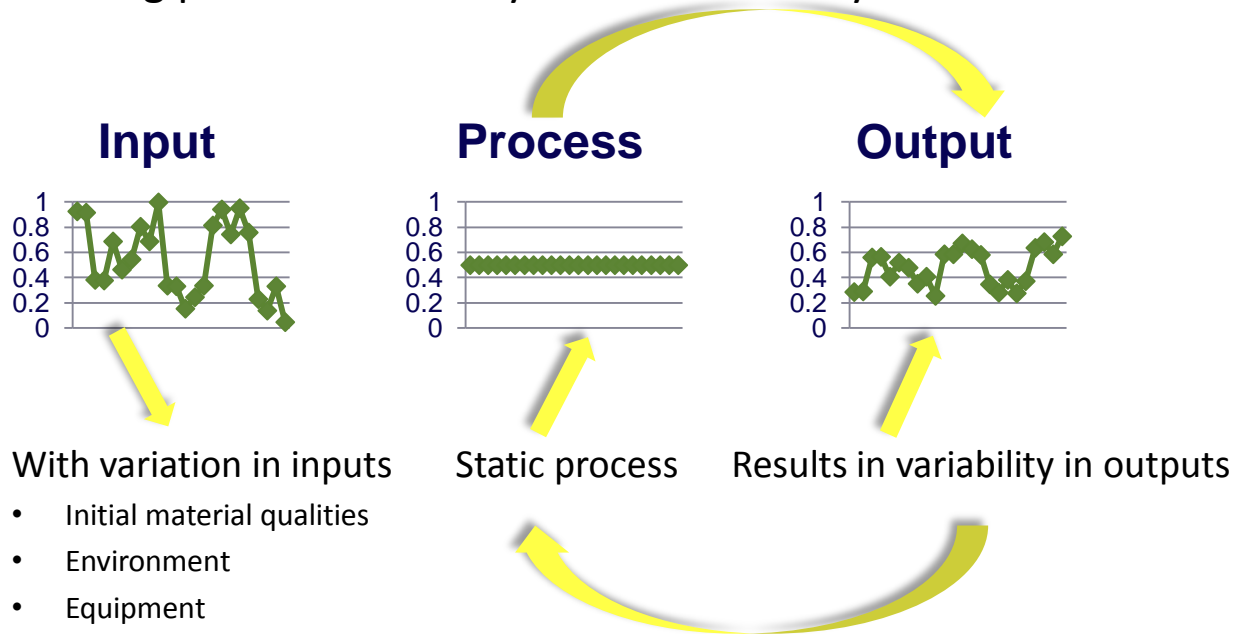 Input Process Output
1 1 1
0.8 0.8 0.8
0.6 0.6 0.6
0.4 0.4 0.4
0.2 0.2 0.2
0 0 0
With variation in inputs Static process Results in variability in outputs
• Initial material qualities
• Environment
• Equipment